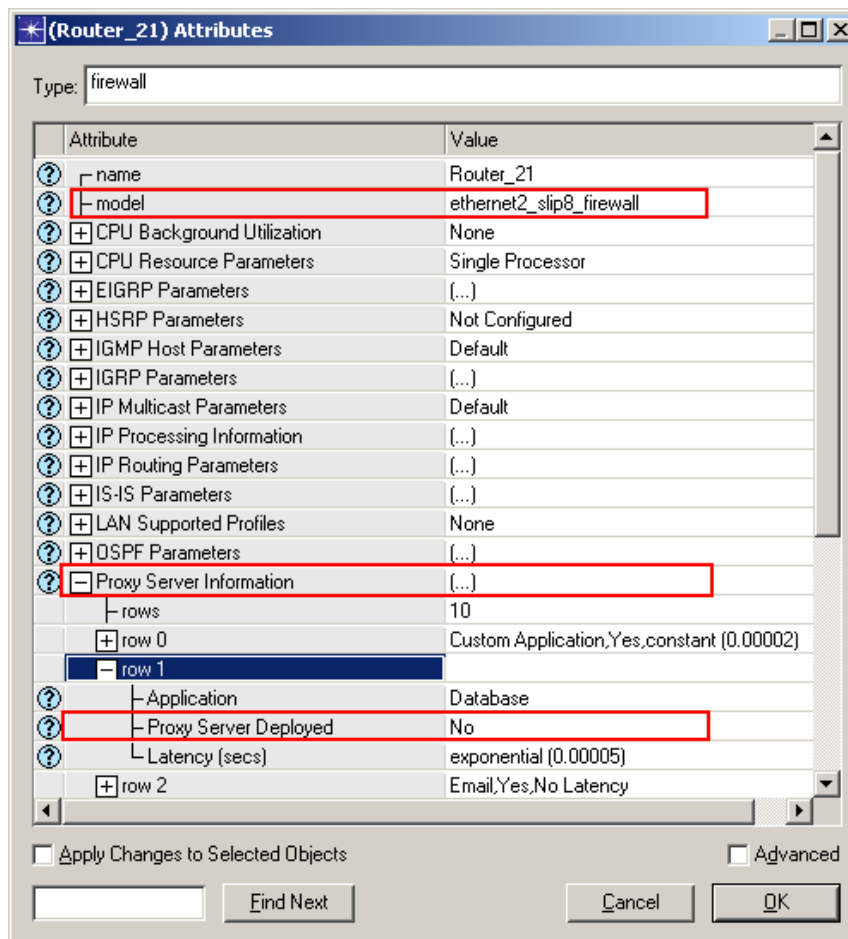 (Router_21) Attributes
Type: firewall
Attribute Value
name Router_21
model ethernet2_slip8_firewall
CPU Background Utilization None
CPU Resource Parameters Single Processor
EIGRP Parameters (...)
HSRP Parameters Not Configured
IGMP Host Parameters Default
IGRP Parameters (...)
IP Multicast Parameters Default
IP Processing Information (...)
IP Routing Parameters (...)
IS-IS Parameters (...)
LAN Supported Profiles None
OSPF Parameters (...)
Proxy Server Information (...)
rows 10
row 0 Custom Application,Yes,constant (0.00002)
row 1
Application Database
Proxy Server Deployed No
Latency (secs) exponential (0.00005)
row 2 Email,Yes,No Latency
Apply Changes to Selected Objects Advanced
Find Next Cancel OK